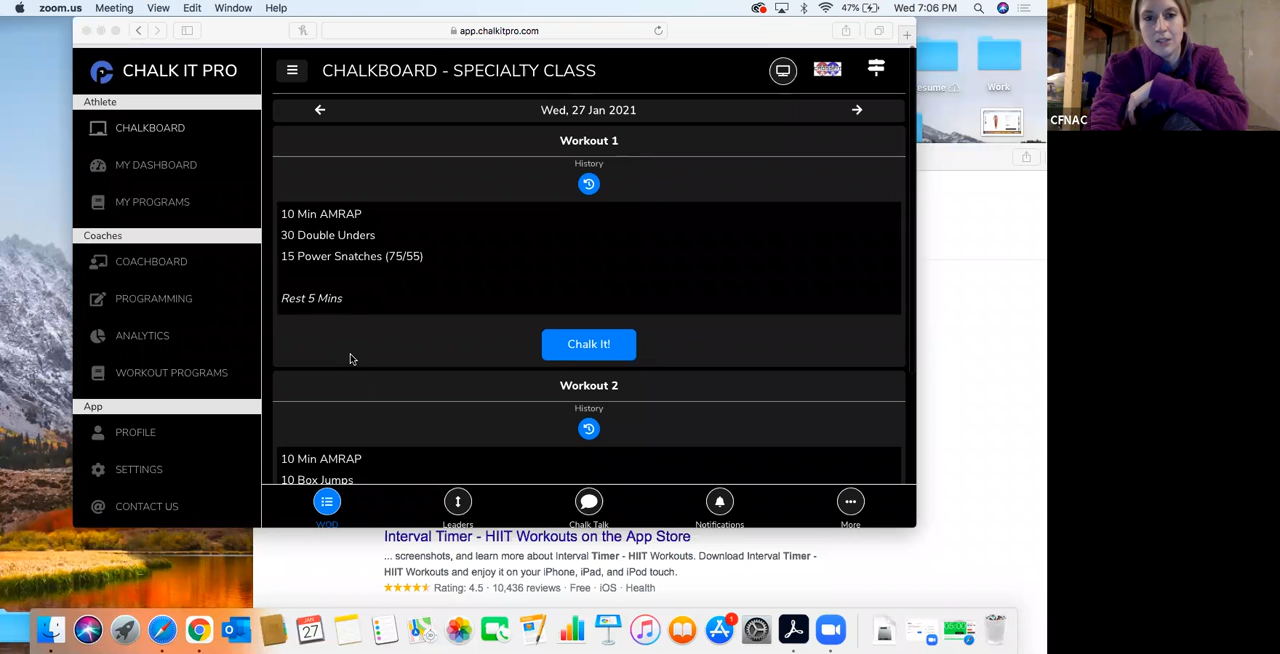 zoom.us Meeting View Edit Window Help
47% Wed 7:06 PM
app.chalkitpro.com
CHALK IT PRO
Athlete
CHALKBOARD
MY DASHBOARD
MY PROGRAMS
Coaches
COACHBOARD
PROGRAMMING
ANALYTICS
WORKOUT PROGRAMS
App
PROFILE
SETTINGS
CONTACT US
CHALKBOARD - SPECIALTY CLASS
Wed, 27 Jan 2021
Workout 1
History
10 Min AMRAP
30 Double Unders
15 Power Snatches (75/55)
Rest 5 Mins
Chalk It!
Workout 2
History
10 Min AMRAP
10 Box Jumps
WOD
Leaders
Chalk Talk
Notifications
More
esume
Work
CFNAC
Interval Timer - HIIT Workouts on the App Store
... screenshots, and learn more about Interval Timer - HIIT Workouts. Download Interval Timer -
HIIT Workouts and enjoy it on your iPhone, iPad, and iPod touch.
Rating: 4.5 · 10,436 reviews · Free · iOS · Health
JAN
27
1